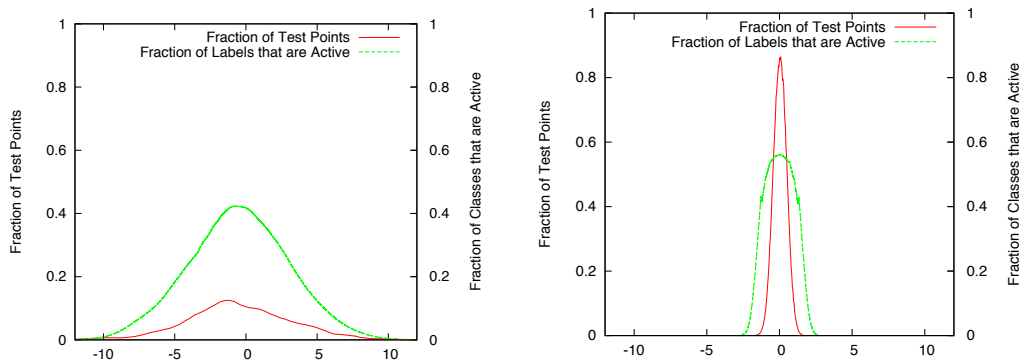 Fraction of Test Points
Fraction of Labels that are Active
Fraction of Test Points
Fraction of Classes that are Active
1
0.8
0.6
0.4
0.2
0
1
0.8
0.6
0.4
0.2
0
-10 -5 0 5 10
Fraction of Test Points
Fraction of Labels that are Active
Fraction of Test Points
Fraction of Classes that are Active
1
0.8
0.6
0.4
0.2
0
1
0.8
0.6
0.4
0.2
0
-10 -5 0 5 10